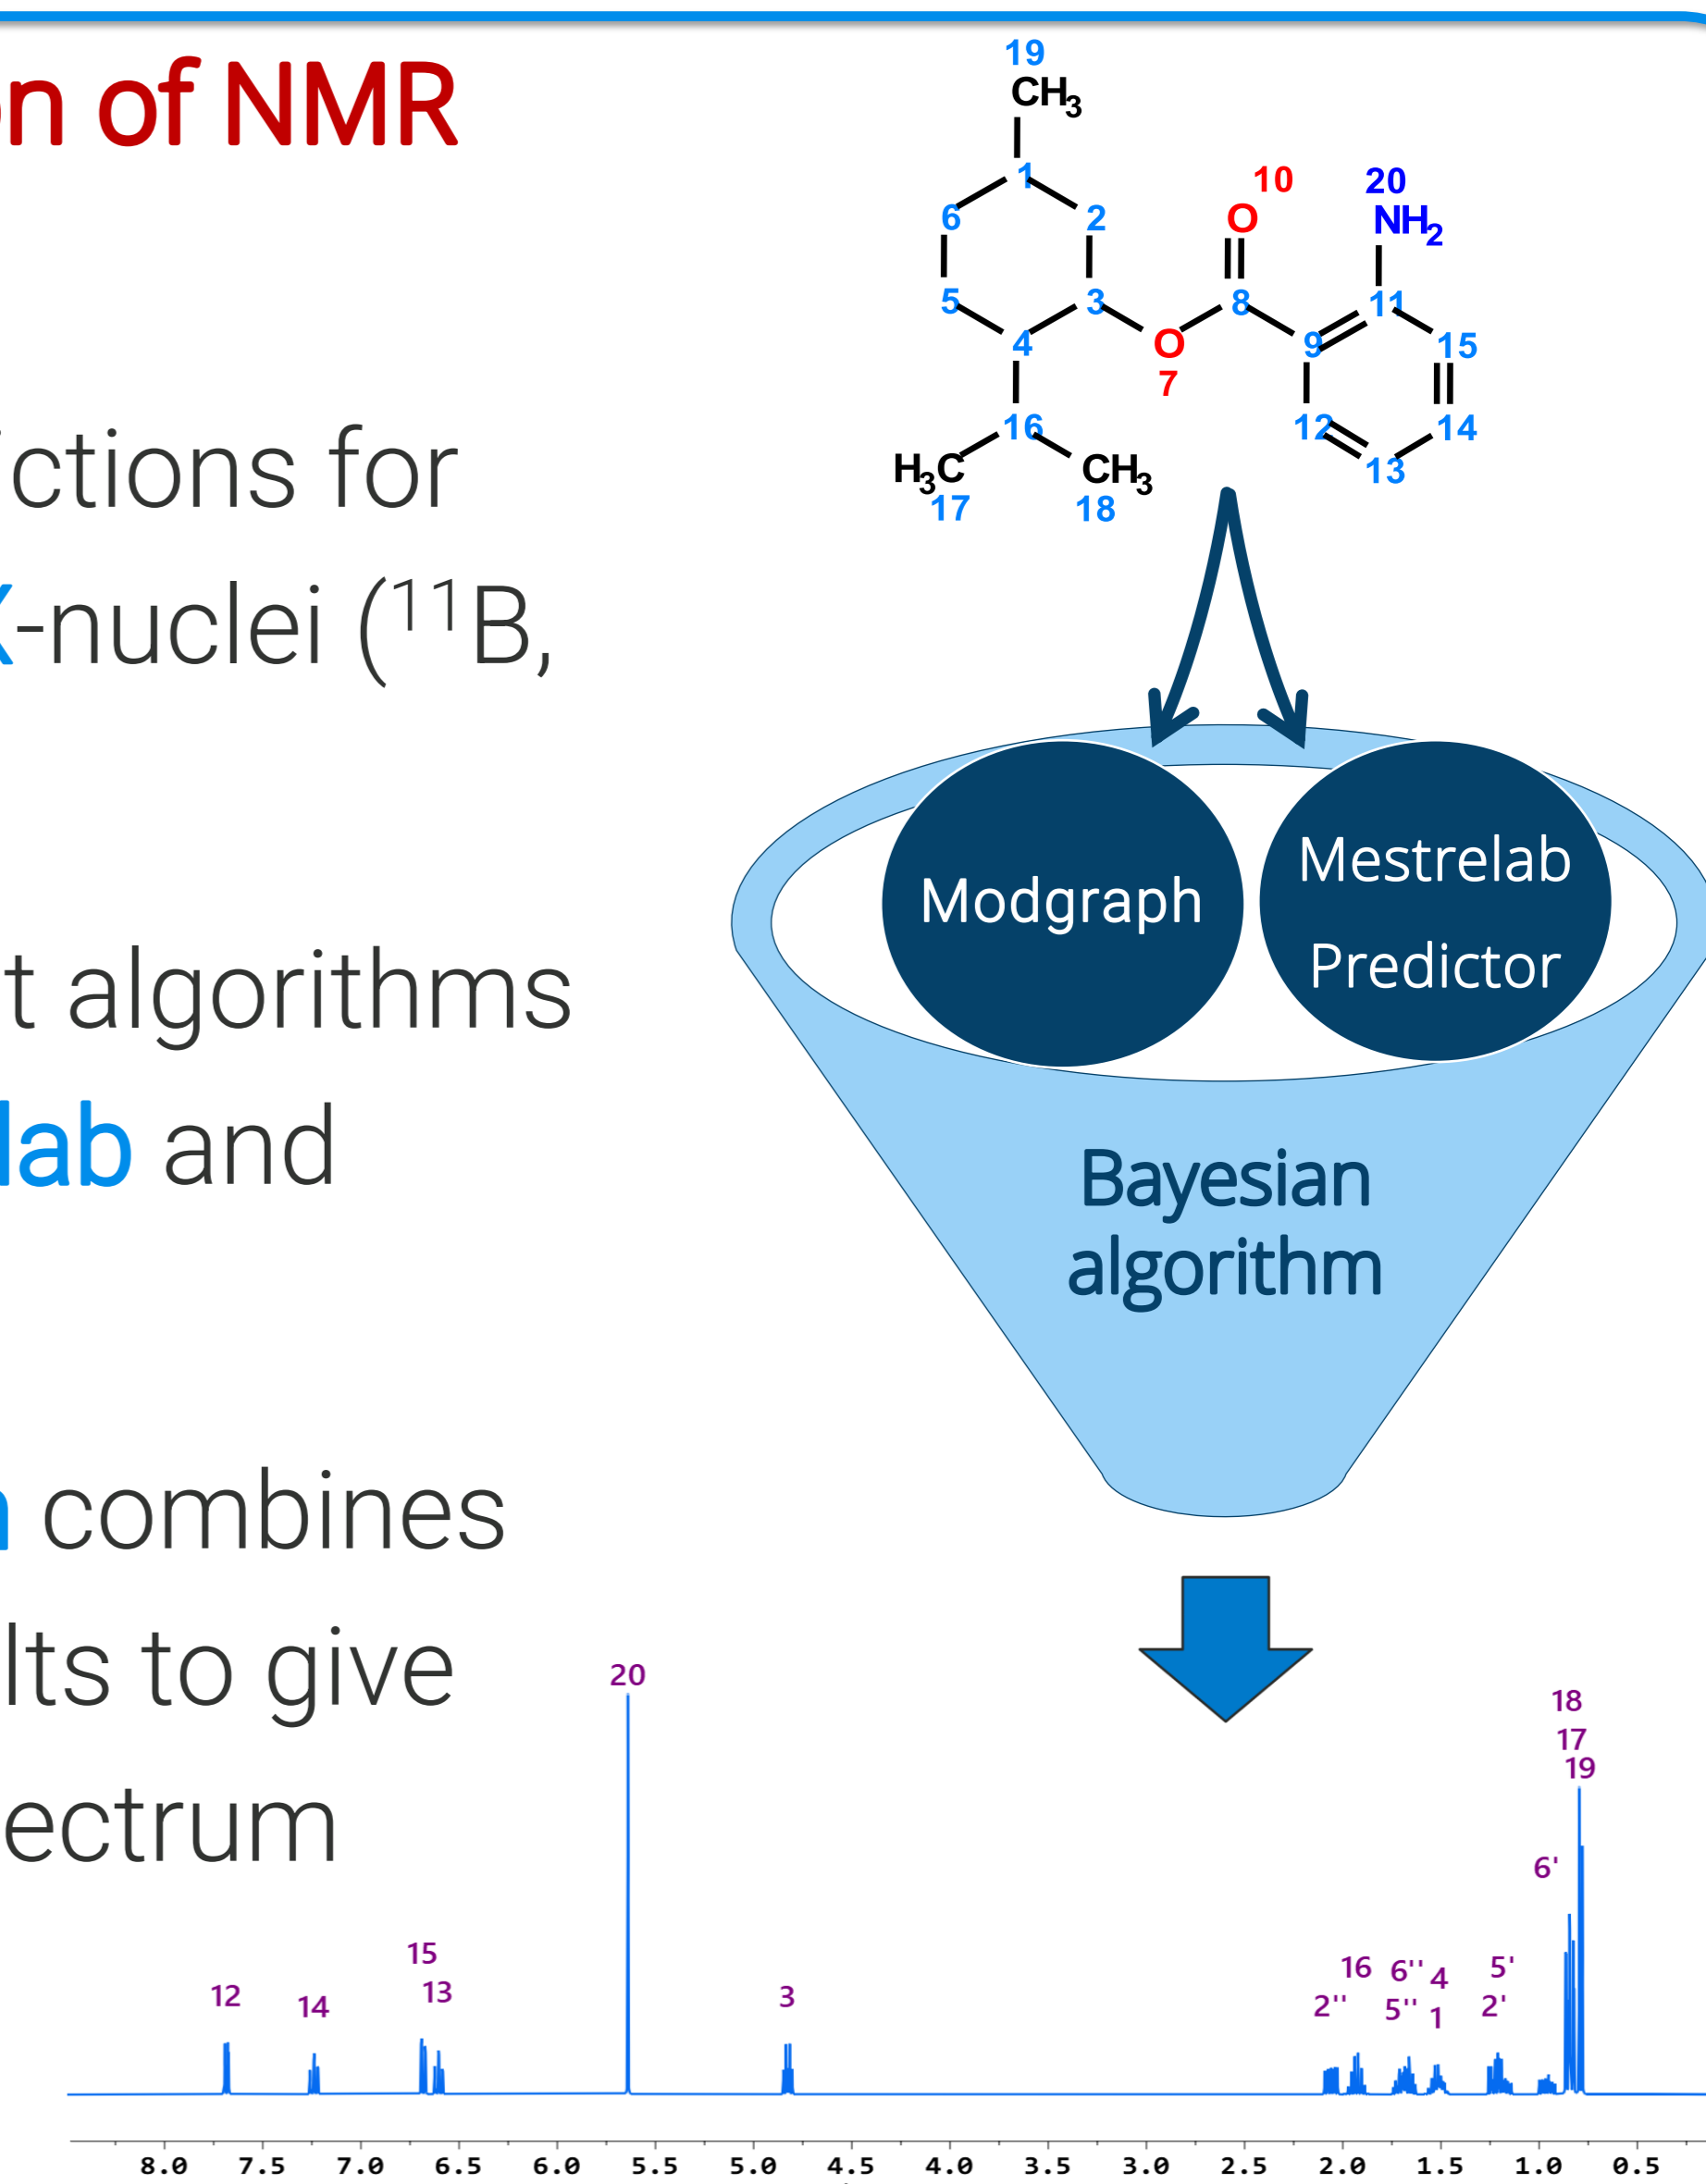 on of NMR
ictions for
X-nuclei (¹¹B,
t algorithms
lab and
combines
lts to give
ectrum
19
CH₃
1
6
2
5
3
4
10
O
20
NH₂
8
11
O
7
9
15
12
14
13
16
H₃C
CH₃
17
18
Modgraph
Mestrelab
Predictor
Bayesian
algorithm
20
18
17
19
6'
15
12
14
13
3
16
6''
4
5'
2''
5''
1
2'
8.0 7.5 7.0 6.5 6.0 5.5 5.0 4.5 4.0 3.5 3.0 2.5 2.0 1.5 1.0 0.5